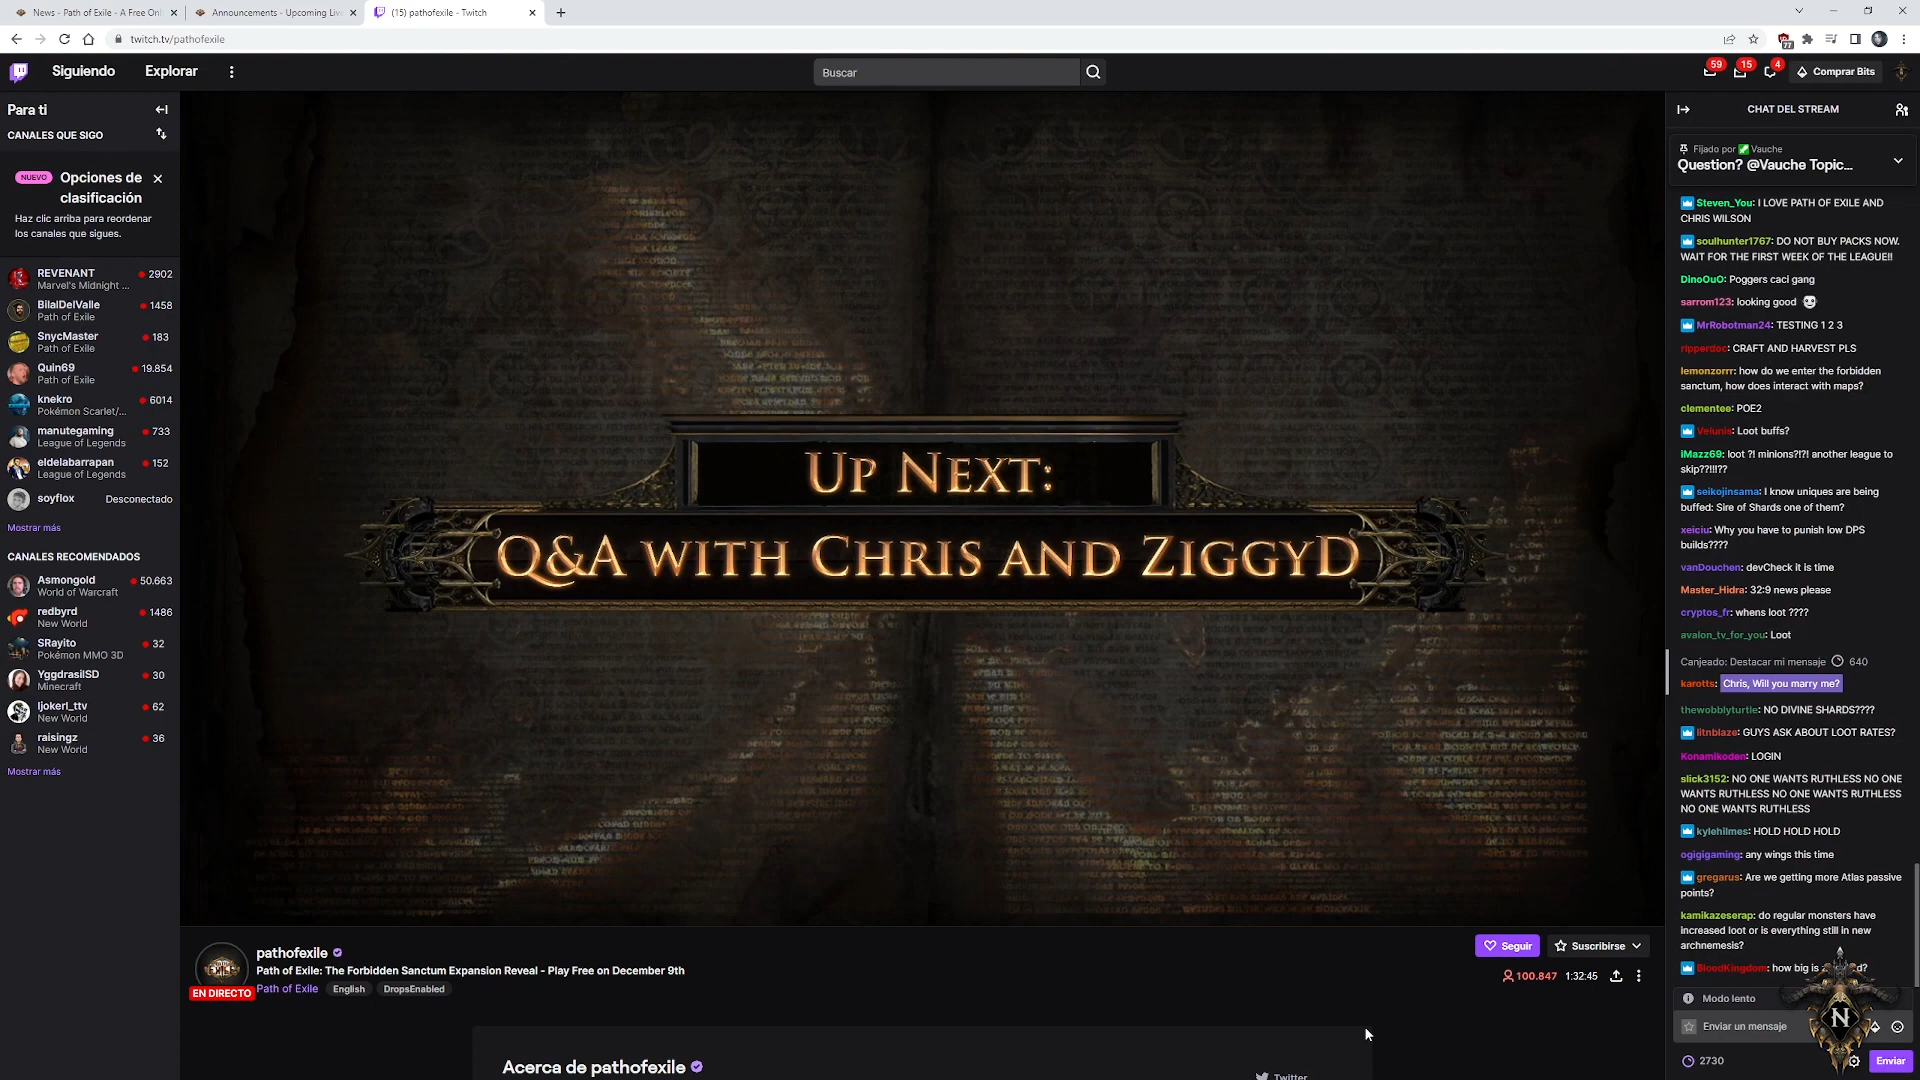 News - Path of Exile - A Free Onl
Announcements - Upcoming Live
(15) pathofexile - Twitch
twitch.tv/pathofexile
77
Siguiendo
Explorar
Buscar
59
15
4
Comprar Bits
Para ti
CANALES QUE SIGO
NUEVO
Opciones de
clasificación
Haz clic arriba para reordenar
los canales que sigues.
REVENANT 2902
Marvel's Midnight ...
BilalDelValle 1458
Path of Exile
SnycMaster 183
Path of Exile
Quin69 19.854
Path of Exile
knekro 6014
Pokémon Scarlet/...
manutegaming 733
League of Legends
eldelabarrapan 152
League of Legends
soyflox Desconectado
Mostrar más
CANALES RECOMENDADOS
Asmongold 50.663
World of Warcraft
redbyrd 1486
New World
SRayito 32
Pokémon MMO 3D
YggdrasilSD 30
Minecraft
ljokerl_ttv 62
New World
raisingz 36
New World
Mostrar más
Up Next:
Q&A with Chris and ZiggyD
pathofexile
Path of Exile: The Forbidden Sanctum Expansion Reveal - Play Free on December 9th
EN DIRECTO
Path of Exile English DropsEnabled
Seguir
Suscribirse
100.847 1:32:45
Acerca de pathofexile
Twitter
CHAT DEL STREAM
Fijado por Vauche
Question? @Vauche Topic...
Steven_You: I LOVE PATH OF EXILE AND
CHRIS WILSON
soulhunter1767: DO NOT BUY PACKS NOW.
WAIT FOR THE FIRST WEEK OF THE LEAGUE!!
DinoOuO: Poggers caci gang
sarrom123: looking good
MrRobotman24: TESTING 1 2 3
ripperdoc: CRAFT AND HARVEST PLS
lemonzorrr: how do we enter the forbidden
sanctum, how does interact with maps?
clementee: POE2
Velunis: Loot buffs?
iMazz69: loot ?! minions?!?! another league to
skip??!!!??
seikojinsama: I know uniques are being
buffed: Sire of Shards one of them?
xeiciu: Why you have to punish low DPS
builds????
vanDouchen: devCheck it is time
Master_Hidra: 32:9 news please
cryptos_fr: whens loot ????
avalon_tv_for_you: Loot
Canjeado: Destacar mi mensaje 640
karotts: Chris, Will you marry me?
thewobblyturtle: NO DIVINE SHARDS????
litnblaze: GUYS ASK ABOUT LOOT RATES?
Konamikoden: LOGIN
slick3152: NO ONE WANTS RUTHLESS NO ONE
WANTS RUTHLESS NO ONE WANTS RUTHLESS
NO ONE WANTS RUTHLESS
kylehilmes: HOLD HOLD HOLD
ogigigaming: any wings this time
gregarus: Are we getting more Atlas passive
points?
kamikazeserap: do regular monsters have
increased loot or is everything still in new
archnemesis?
BloodKingdom: how big is
Modo lento
Enviar un mensaje
N
2730
Enviar